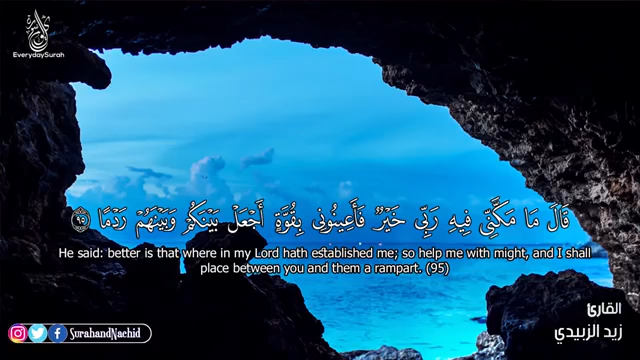 EverydaySurah
قَالَ مَا مَكَّنِّي فِيهِ رَبِّي خَيْرٌ فَأَعِينُونِي بِقُوَّةٍ أَجْعَلْ بَيْنَكُمْ وَبَيْنَهُمْ رَدْمًا ٩٥
He said: better is that where in my Lord hath established me; so help me with might, and I shall
place between you and them a rampart. (95)
القارئ
زيد الزبيدي
SurahandNachid